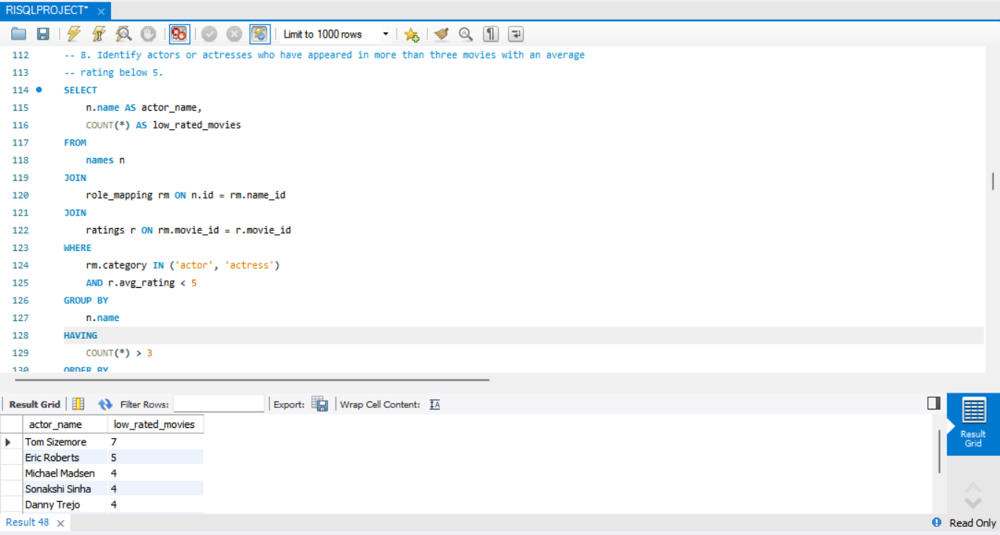 RISQLPROJECT* ×
Limit to 1000 rows
112 -- 8. Identify actors or actresses who have appeared in more than three movies with an average
113 -- rating below 5.
114 SELECT
115 n.name AS actor_name,
116 COUNT(*) AS low_rated_movies
117 FROM
118 names n
119 JOIN
120 role_mapping rm ON n.id = rm.name_id
121 JOIN
122 ratings r ON rm.movie_id = r.movie_id
123 WHERE
124 rm.category IN ('actor', 'actress')
125 AND r.avg_rating < 5
126 GROUP BY
127 n.name
128 HAVING
129 COUNT(*) > 3
130 ORDER BY
Result Grid Filter Rows: Export: Wrap Cell Content: IA
actor_name low_rated_movies
Tom Sizemore 7
Eric Roberts 5
Michael Madsen 4
Sonakshi Sinha 4
Danny Trejo 4
Result
Grid
Result 48 × Read Only